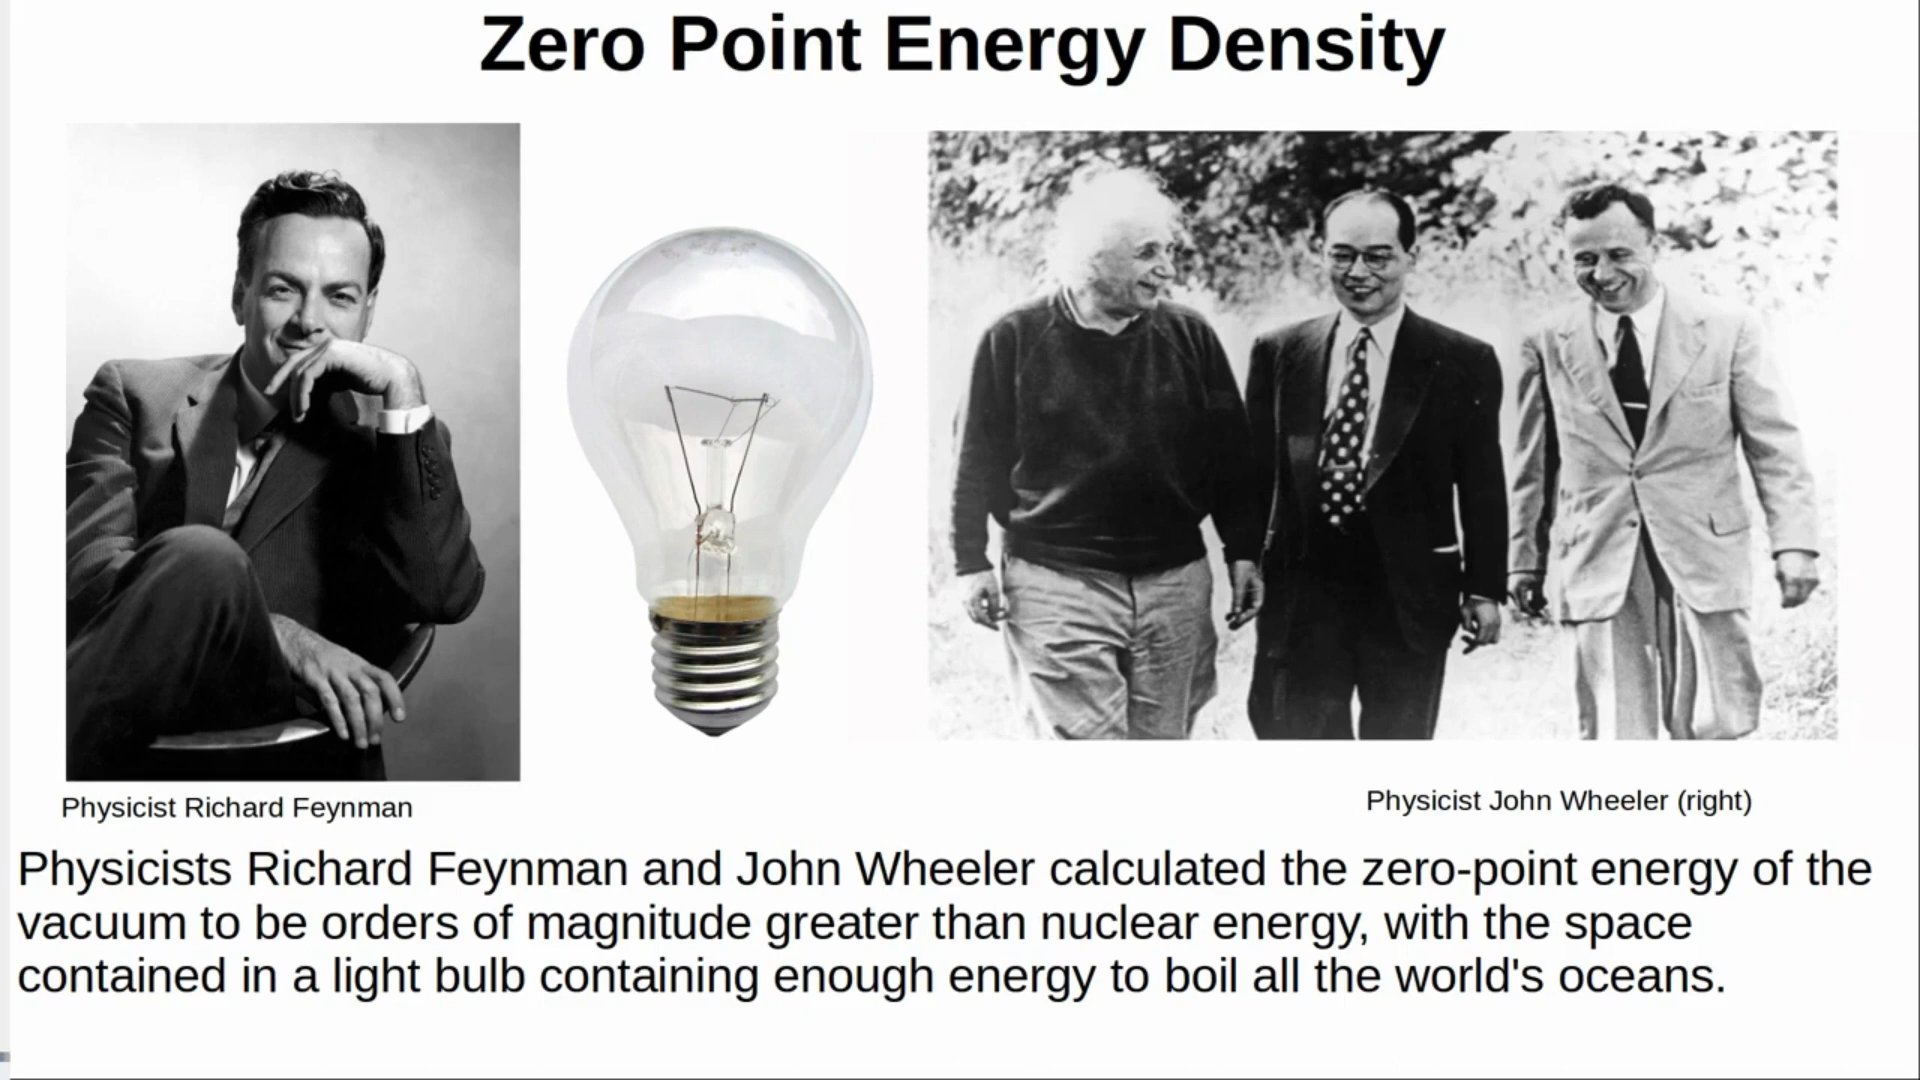 Zero Point Energy Density
Physicist Richard Feynman
Physicist John Wheeler (right)
Physicists Richard Feynman and John Wheeler calculated the zero-point energy of the
vacuum to be orders of magnitude greater than nuclear energy, with the space
contained in a light bulb containing enough energy to boil all the world's oceans.